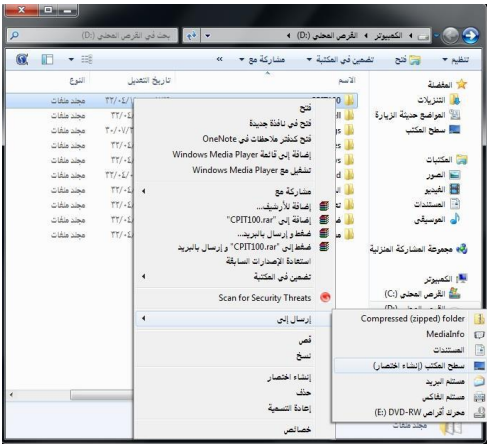 الكمبيوتر ◂ القرص المحلي (D:) ◂
بحث في القرص المحلي (D:)
تنظيم
فتح
تضمين في المكتبة
مشاركة مع
«
الاسم
تاريخ التعديل
النوع
المفضلة
التنزيلات
المواضع حديثة الزيارة
سطح المكتب
المكتبات
الصور
الفيديو
المستندات
الموسيقى
مجموعة المشاركة المنزلية
الكمبيوتر
القرص المحلي (C:)
القرص المحلي (D:)
مجلد ملفات
مجلد ملفات
مجلد ملفات
مجلد ملفات
مجلد ملفات
مجلد ملفات
مجلد ملفات
مجلد ملفات
فتح
فتح في نافذة جديدة
فتح كدفتر ملاحظات في OneNote
إضافة إلى قائمة Windows Media Player
تشغيل مع Windows Media Player
مشاركة مع
إضافة للأرشيف...
إضافة إلى "CPIT100.rar"
ضغط و إرسال بالبريد...
ضغط إلى "CPIT100.rar" و إرسال بالبريد
استعادة الإصدارات السابقة
تضمين في المكتبة
Scan for Security Threats
إرسال إلى
قص
نسخ
إنشاء اختصار
حذف
إعادة التسمية
خصائص
Compressed (zipped) folder
MediaInfo
المستندات
سطح المكتب (إنشاء اختصار)
مستلم البريد
مستلم الفاكس
محرك أقراص DVD-RW (E:)
مجلد ملفات